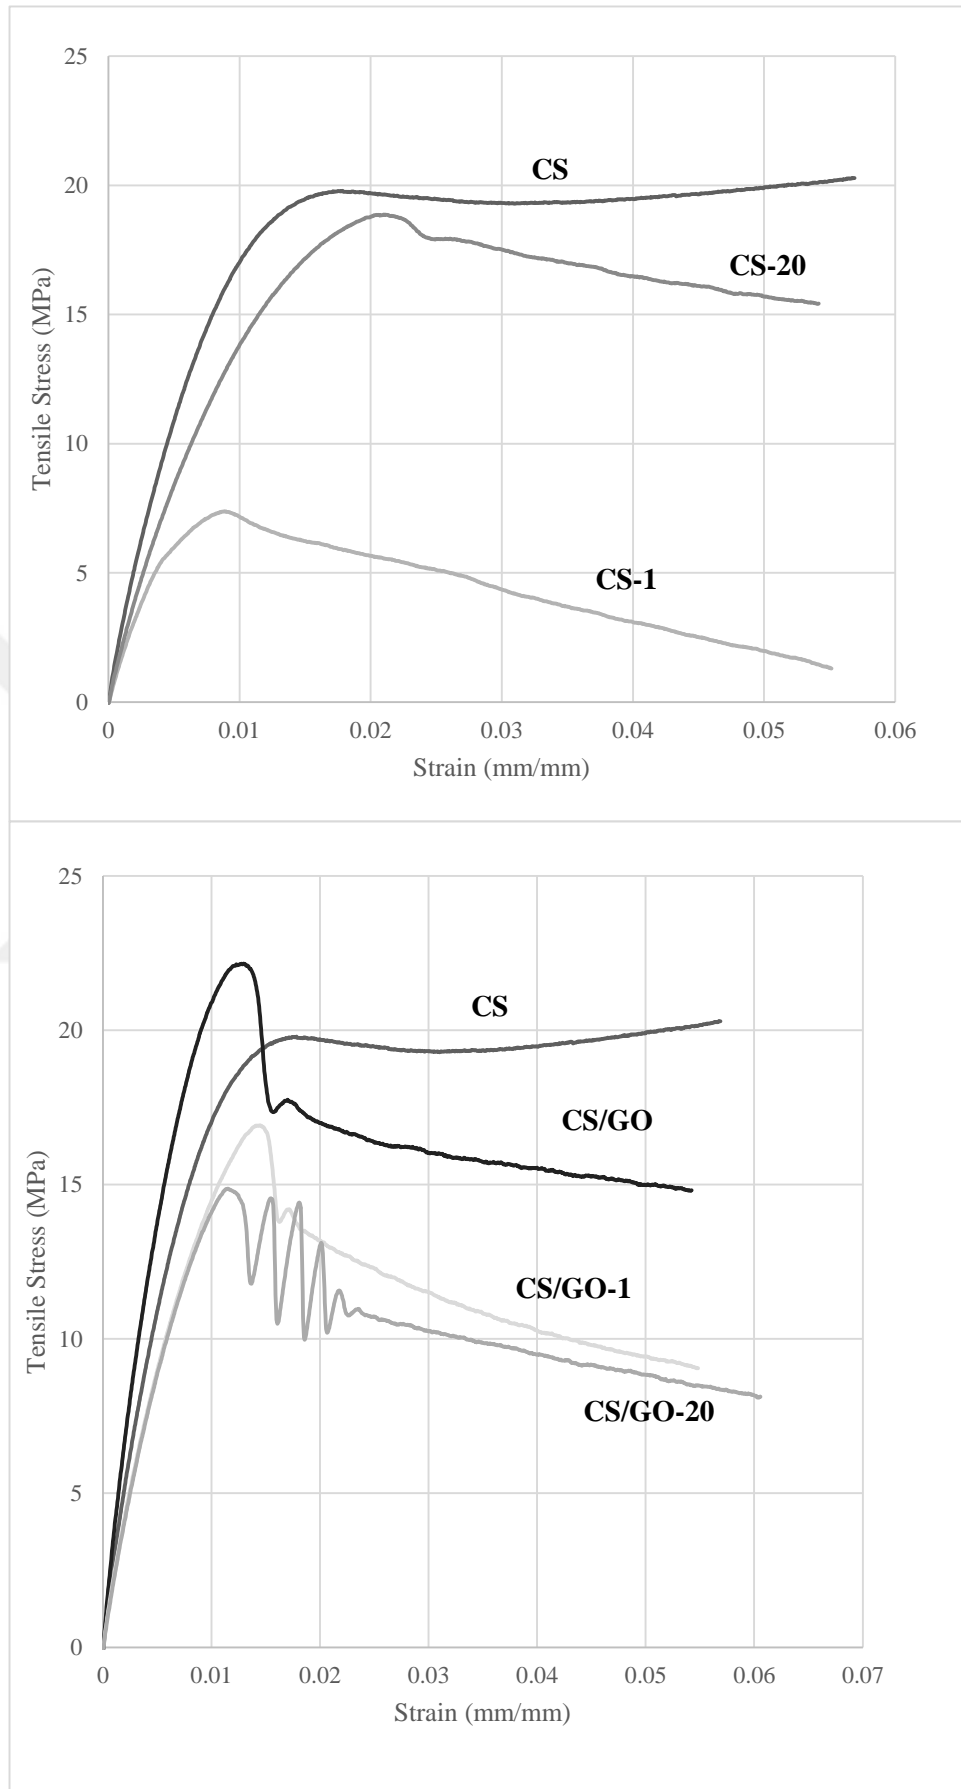 25
20
15
10
5
0
Tensile Stress (MPa)
CS
CS-20
CS-1
0 0.01 0.02 0.03 0.04 0.05 0.06
Strain (mm/mm)
25
20
15
10
5
0
Tensile Stress (MPa)
CS
CS/GO
CS/GO-1
CS/GO-20
0 0.01 0.02 0.03 0.04 0.05 0.06 0.07
Strain (mm/mm)